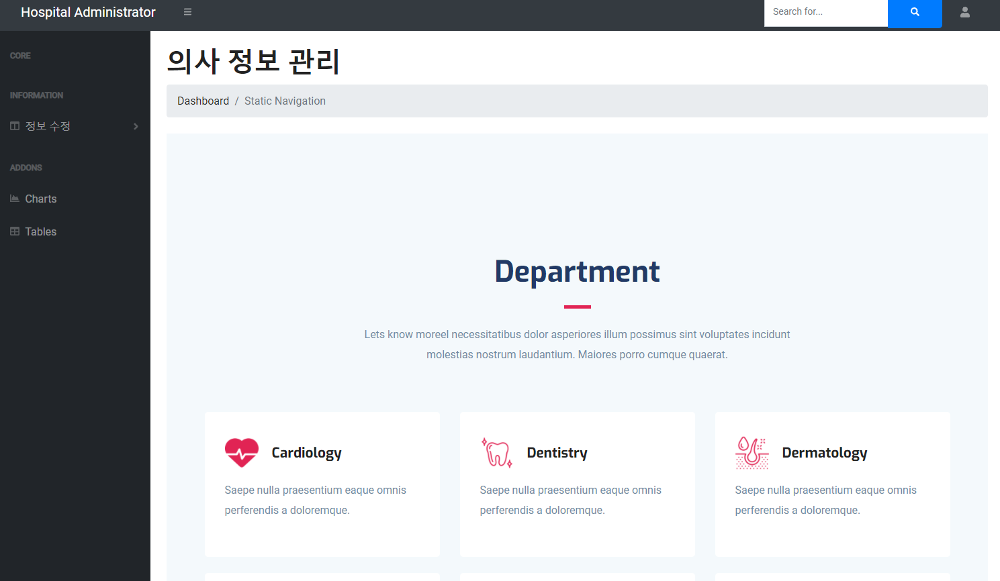 Hospital Administrator
Search for...
CORE
INFORMATION
정보 수정
ADDONS
Charts
Tables
의사 정보 관리
Dashboard / Static Navigation
Department
Lets know moreel necessitatibus dolor asperiores illum possimus sint voluptates incidunt
molestias nostrum laudantium. Maiores porro cumque quaerat.
Cardiology
Saepe nulla praesentium eaque omnis
perferendis a doloremque.
Dentistry
Saepe nulla praesentium eaque omnis
perferendis a doloremque.
Dermatology
Saepe nulla praesentium eaque omnis
perferendis a doloremque.